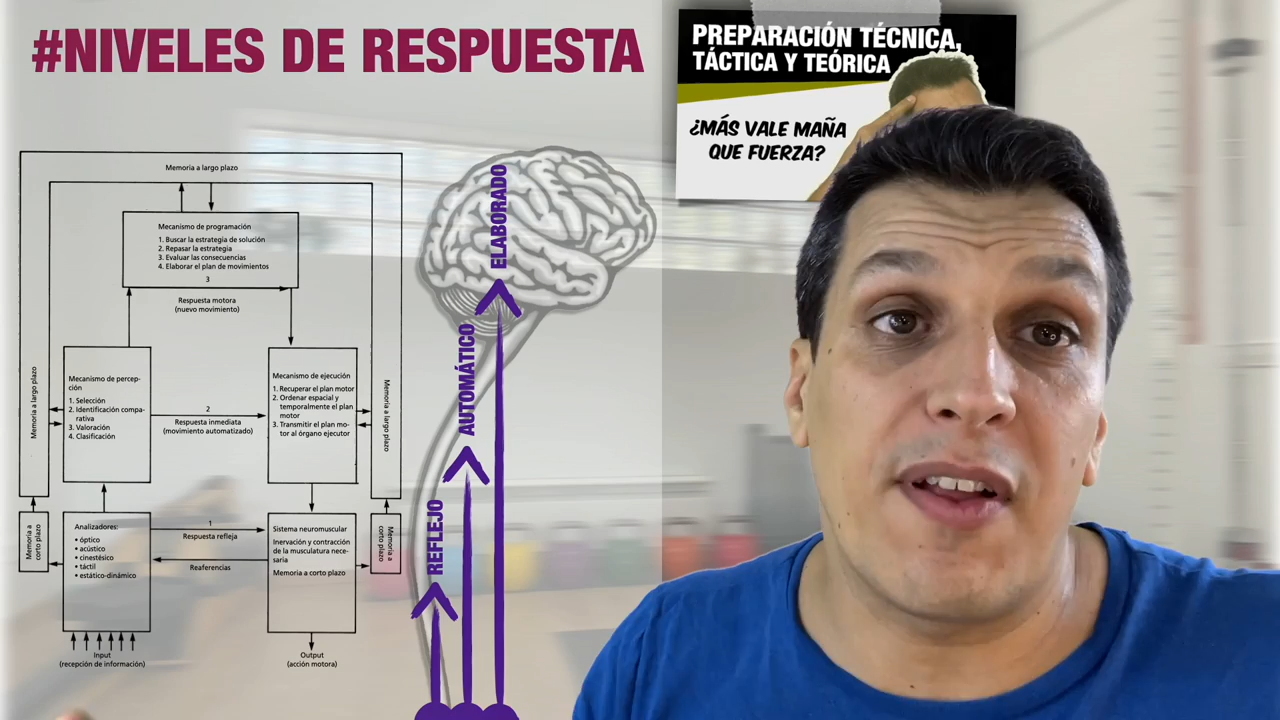 #NIVELES DE RESPUESTA
PREPARACIÓN TÉCNICA,
TÁCTICA Y TEÓRICA
¿MÁS VALE MAÑA
QUE FUERZA?
Memoria a largo plazo
Mecanismo de programación
1. Buscar la estrategia de solución
2. Repasar la estrategia
3. Evaluar las consecuencias
4. Elaborar el plan de movimientos
3
Respuesta motora
(nuevo movimiento)
Memoria a largo plazo
Mecanismo de percep-
ción
1. Selección
2. Identificación compa-
rativa
3. Valoración
4. Clasificación
2
Respuesta inmediata
(movimiento automatizado)
Mecanismo de ejecución
1. Recuperar el plan motor
2. Ordenar espacial y
temporalmente el plan
motor
3. Transmitir el plan mo-
tor al órgano ejecutor
Memoria a largo plazo
Memoria a
corto plazo
Analizadores:
• óptico
• acústico
• cinestésico
• táctil
• estático-dinámico
1
Respuesta refleja
Reaferencias
Sistema neuromuscular
Inervación y contracción
de la musculatura nece-
saria
Memoria a corto plazo
Memoria a
corto plazo
Input
(recepción de información)
Output
(acción motora)
REFLEJO
AUTOMÁTICO
ELABORADO